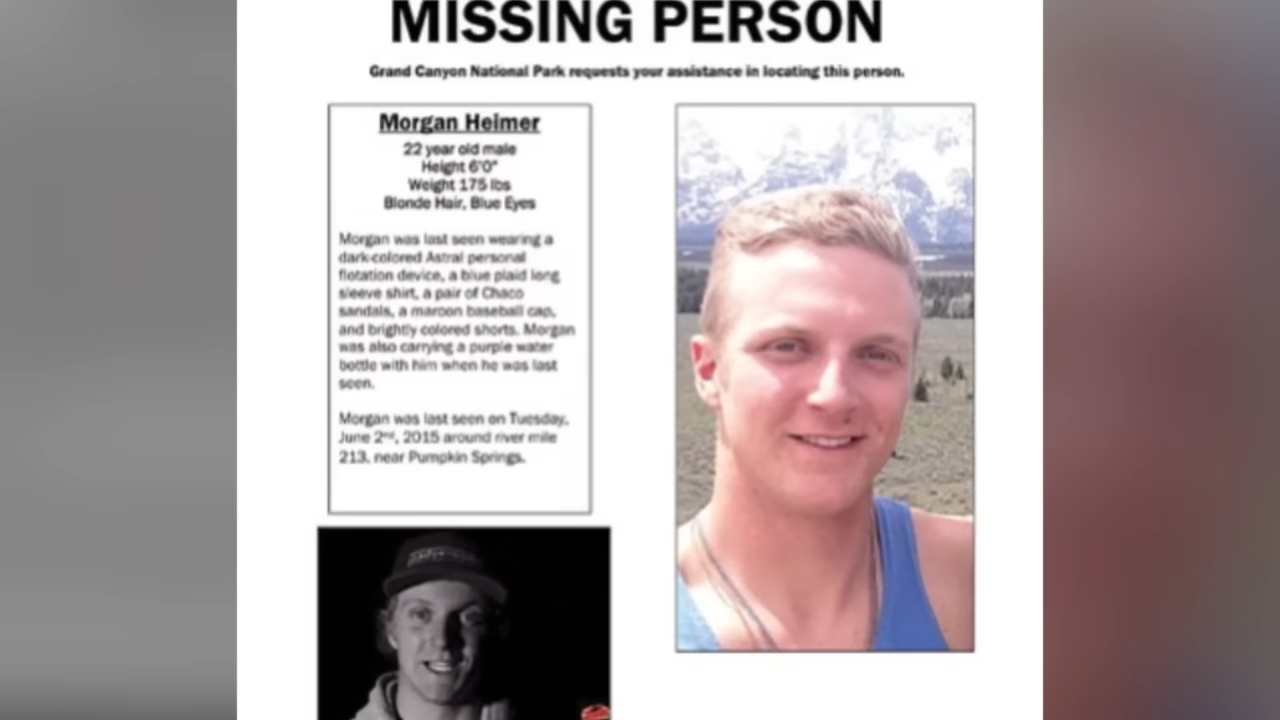 MISSING PERSON
Grand Canyon National Park requests your assistance in locating this person.
Morgan Heimer
22 year old male
Height 6'0"
Weight 175 lbs
Blonde Hair, Blue Eyes
Morgan was last seen wearing a
dark-colored Astral personal
flotation device, a blue plaid long
sleeve shirt, a pair of Chaco
sandals, a maroon baseball cap,
and brightly colored shorts. Morgan
was also carrying a purple water
bottle with him when he was last
seen.
Morgan was last seen on Tuesday,
June 2nd, 2015 around river mile
213, near Pumpkin Springs.